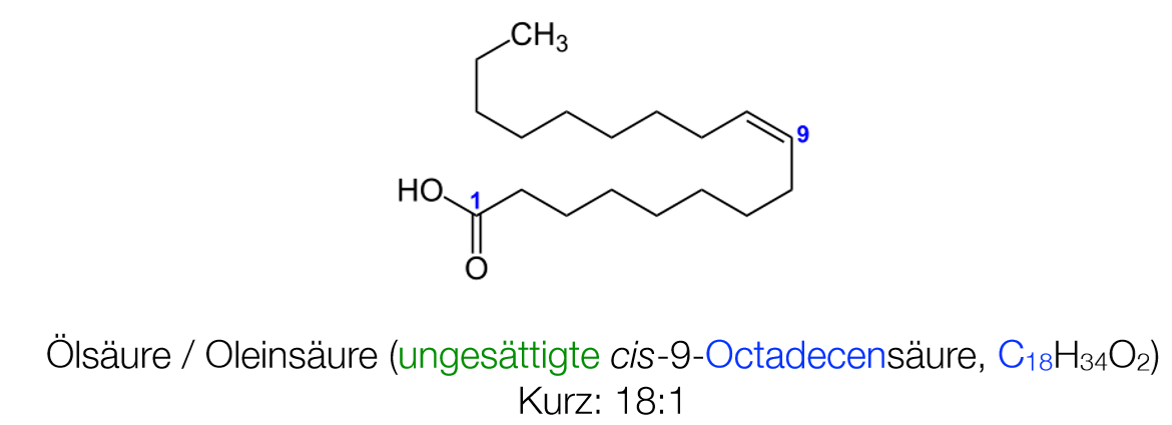 CH₃
9
HO
1
O
Ölsäure / Oleinsäure (ungesättigte cis-9-Octadecensäure, C₁₈H₃₄O₂)
Kurz: 18:1